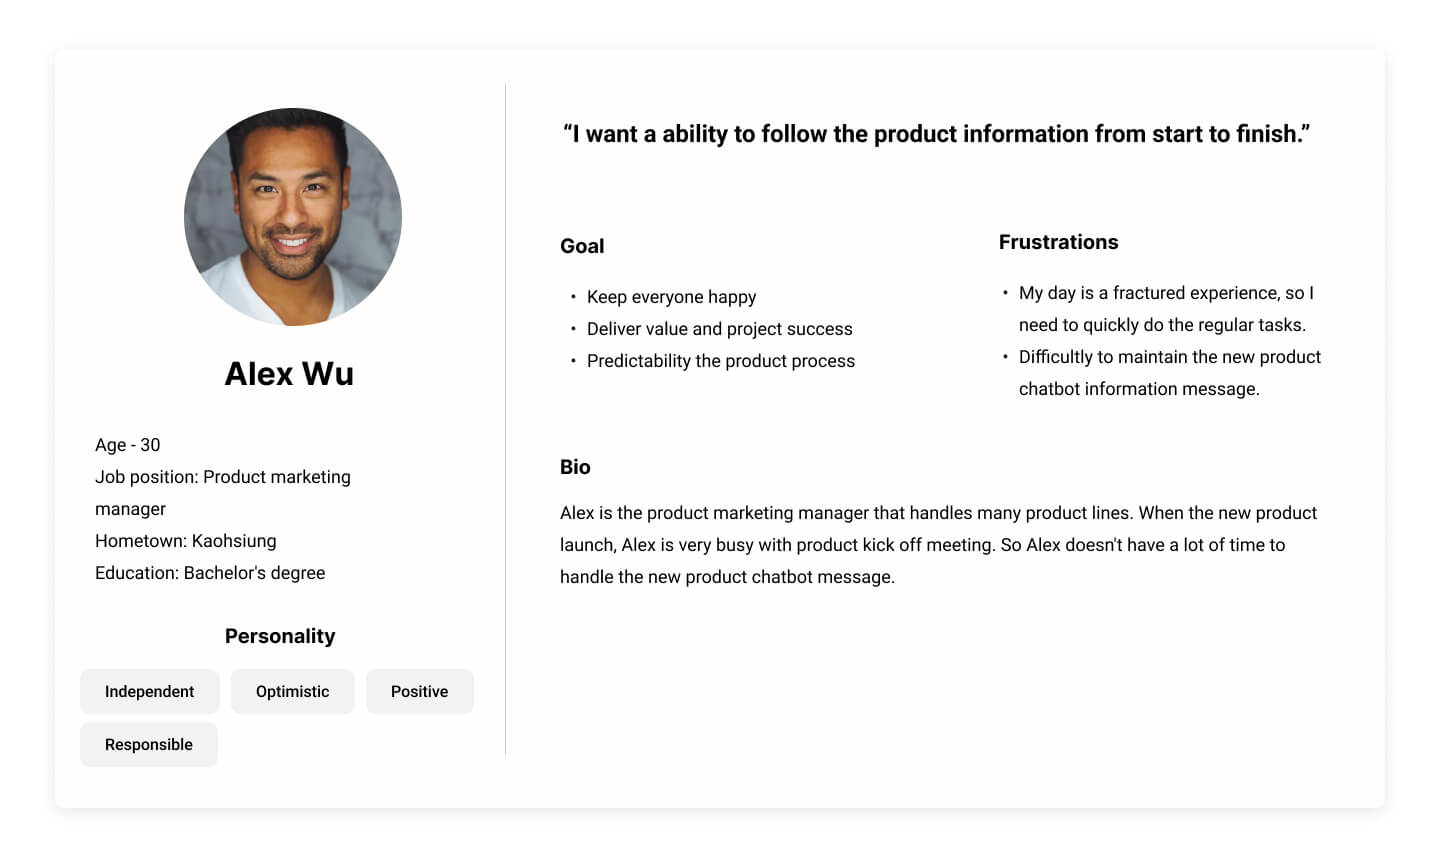 Alex Wu
Age - 30
Job position: Product marketing
manager
Hometown: Kaohsiung
Education: Bachelor's degree
Personality
Independent
Optimistic
Positive
Responsible
“I want a ability to follow the product information from start to finish.”
Goal
• Keep everyone happy
• Deliver value and project success
• Predictability the product process
Frustrations
• My day is a fractured experience, so I
need to quickly do the regular tasks.
• Difficultly to maintain the new product
chatbot information message.
Bio
Alex is the product marketing manager that handles many product lines. When the new product
launch, Alex is very busy with product kick off meeting. So Alex doesn't have a lot of time to
handle the new product chatbot message.